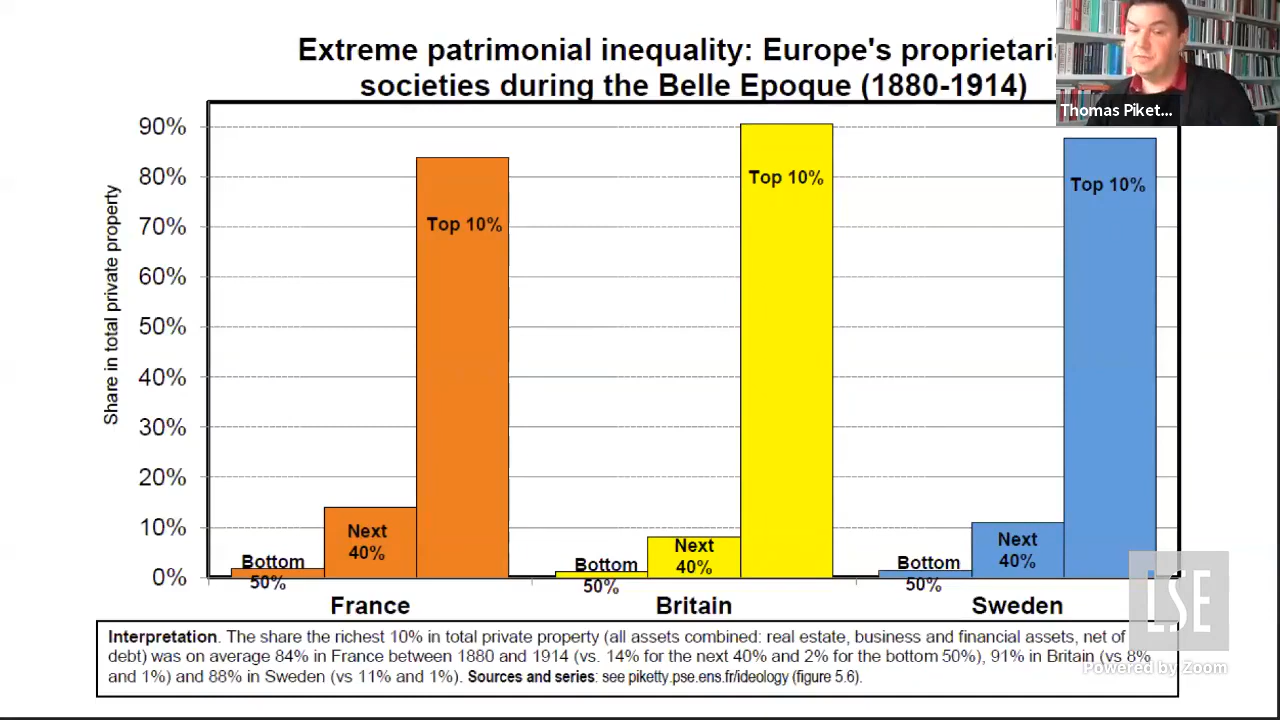 Extreme patrimonial inequality: Europe's proprietaria
societies during the Belle Epoque (1880-1914)
Thomas Piket...
Share in total private property
90%
80%
70%
60%
50%
40%
30%
20%
10%
0%
Top 10%
Top 10%
Top 10%
Next
40%
Next
40%
Next
40%
Bottom
50%
Bottom
50%
Bottom
50%
France
Britain
Sweden
Interpretation. The share the richest 10% in total private property (all assets combined: real estate, business and financial assets, net of
debt) was on average 84% in France between 1880 and 1914 (vs. 14% for the next 40% and 2% for the bottom 50%), 91% in Britain (vs 8%
and 1%) and 88% in Sweden (vs 11% and 1%). Sources and series: see piketty.pse.ens.fr/ideology (figure 5.6).
LSE
Powered by Zoom